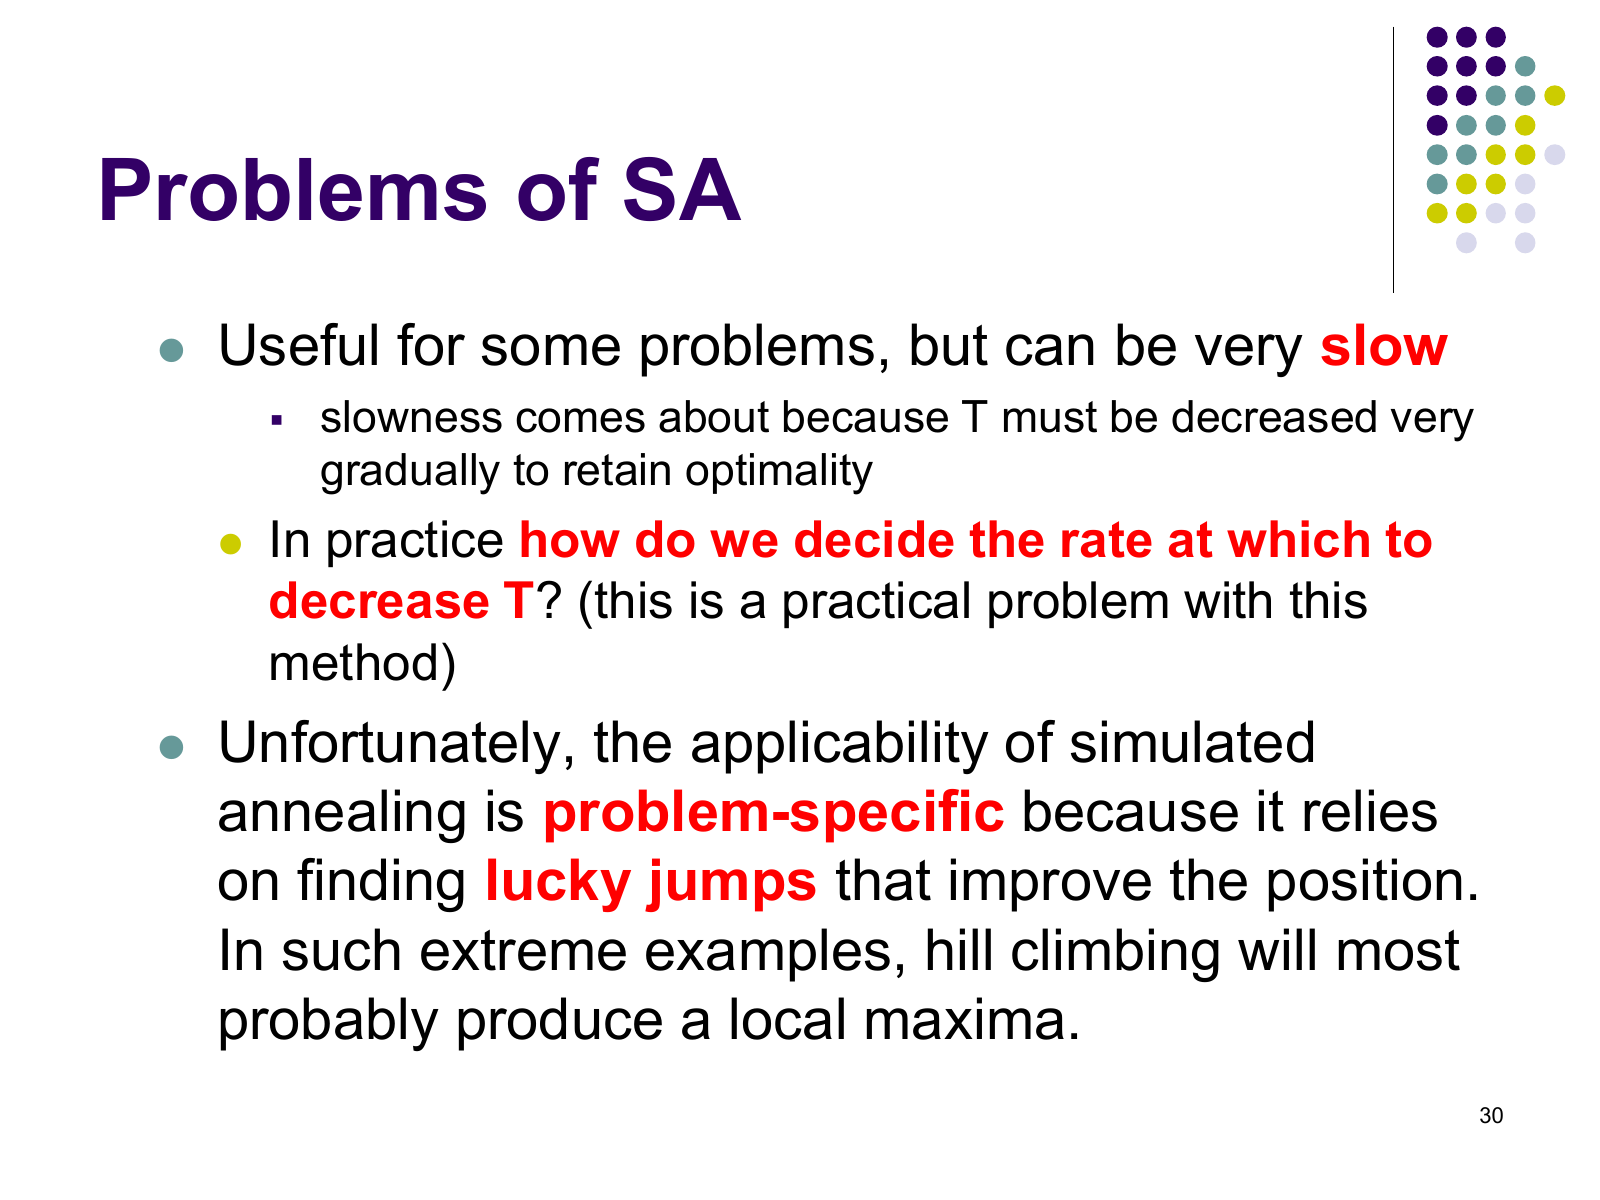 Problems of SA
Useful for some problems, but can be very slow
slowness comes about because T must be decreased very
gradually to retain optimality
In practice how do we decide the rate at which to
decrease T? (this is a practical problem with this
method)
Unfortunately, the applicability of simulated
annealing is problem-specific because it relies
on finding lucky jumps that improve the position.
In such extreme examples, hill climbing will most
probably produce a local maxima.
30